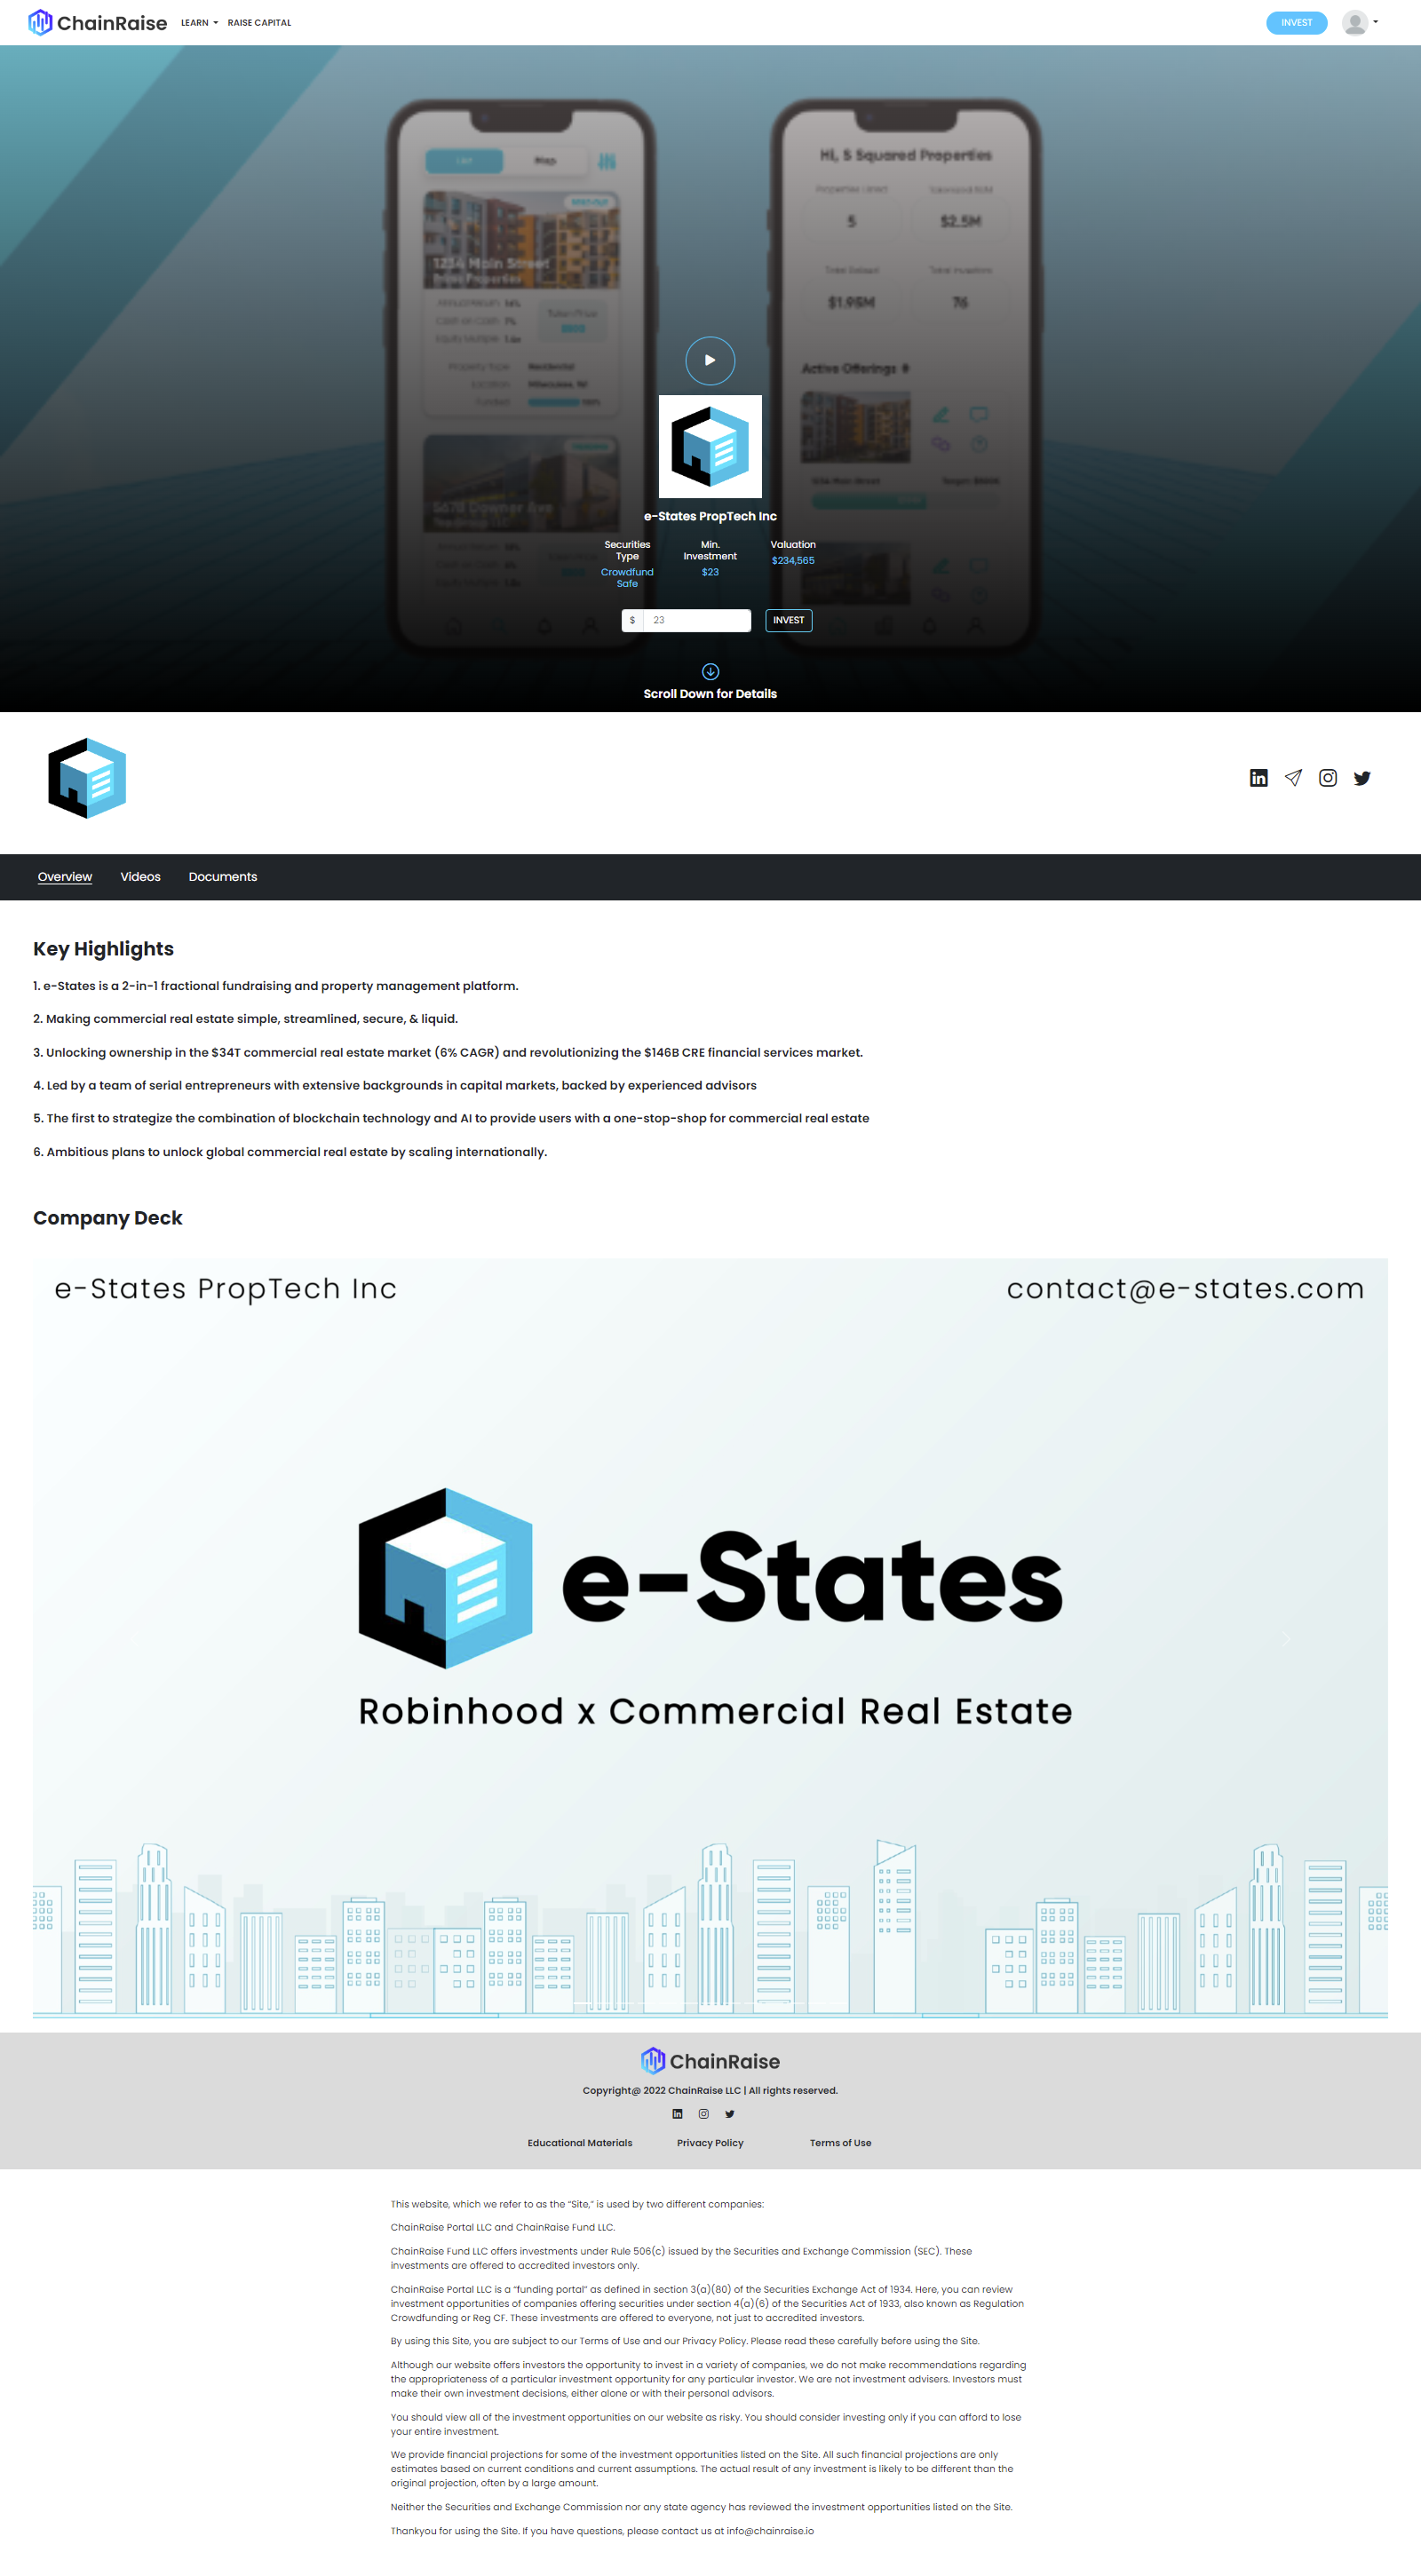 ChainRaise
LEARN
RAISE CAPITAL
INVEST
List
Map
1234 Main Street
Hi, S Squared Properties
5
$2.5M
$1.95M
76
Active Offerings
5678 Downer Ave
e-States PropTech Inc
Securities
Type
Crowdfund
Safe
Min.
Investment
$23
Valuation
$234,565
$ 23
INVEST
Scroll Down for Details
Overview
Videos
Documents
Key Highlights
1. e-States is a 2-in-1 fractional fundraising and property management platform.
2. Making commercial real estate simple, streamlined, secure, & liquid.
3. Unlocking ownership in the $34T commercial real estate market (6% CAGR) and revolutionizing the $146B CRE financial services market.
4. Led by a team of serial entrepreneurs with extensive backgrounds in capital markets, backed by experienced advisors
5. The first to strategize the combination of blockchain technology and AI to provide users with a one-stop-shop for commercial real estate
6. Ambitious plans to unlock global commercial real estate by scaling internationally.
Company Deck
e-States PropTech Inc
contact@e-states.com
e-States
Robinhood x Commercial Real Estate
ChainRaise
Copyright@ 2022 ChainRaise LLC | All rights reserved.
Educational Materials
Privacy Policy
Terms of Use
This website, which we refer to as the “Site,” is used by two different companies:
ChainRaise Portal LLC and ChainRaise Fund LLC.
ChainRaise Fund LLC offers investments under Rule 506(c) issued by the Securities and Exchange Commission (SEC). These
investments are offered to accredited investors only.
ChainRaise Portal LLC is a “funding portal” as defined in section 3(a)(80) of the Securities Exchange Act of 1934. Here, you can review
investment opportunities of companies offering securities under section 4(a)(6) of the Securities Act of 1933, also known as Regulation
Crowdfunding or Reg CF. These investments are offered to everyone, not just to accredited investors.
By using this Site, you are subject to our Terms of Use and our Privacy Policy. Please read these carefully before using the Site.
Although our website offers investors the opportunity to invest in a variety of companies, we do not make recommendations regarding
the appropriateness of a particular investment opportunity for any particular investor. We are not investment advisers. Investors must
make their own investment decisions, either alone or with their personal advisors.
You should view all of the investment opportunities on our website as risky. You should consider investing only if you can afford to lose
your entire investment.
We provide financial projections for some of the investment opportunities listed on the Site. All such financial projections are only
estimates based on current conditions and current assumptions. The actual result of any investment is likely to be different than the
original projection, often by a large amount.
Neither the Securities and Exchange Commission nor any state agency has reviewed the investment opportunities listed on the Site.
Thankyou for using the Site. If you have questions, please contact us at info@chainraise.io